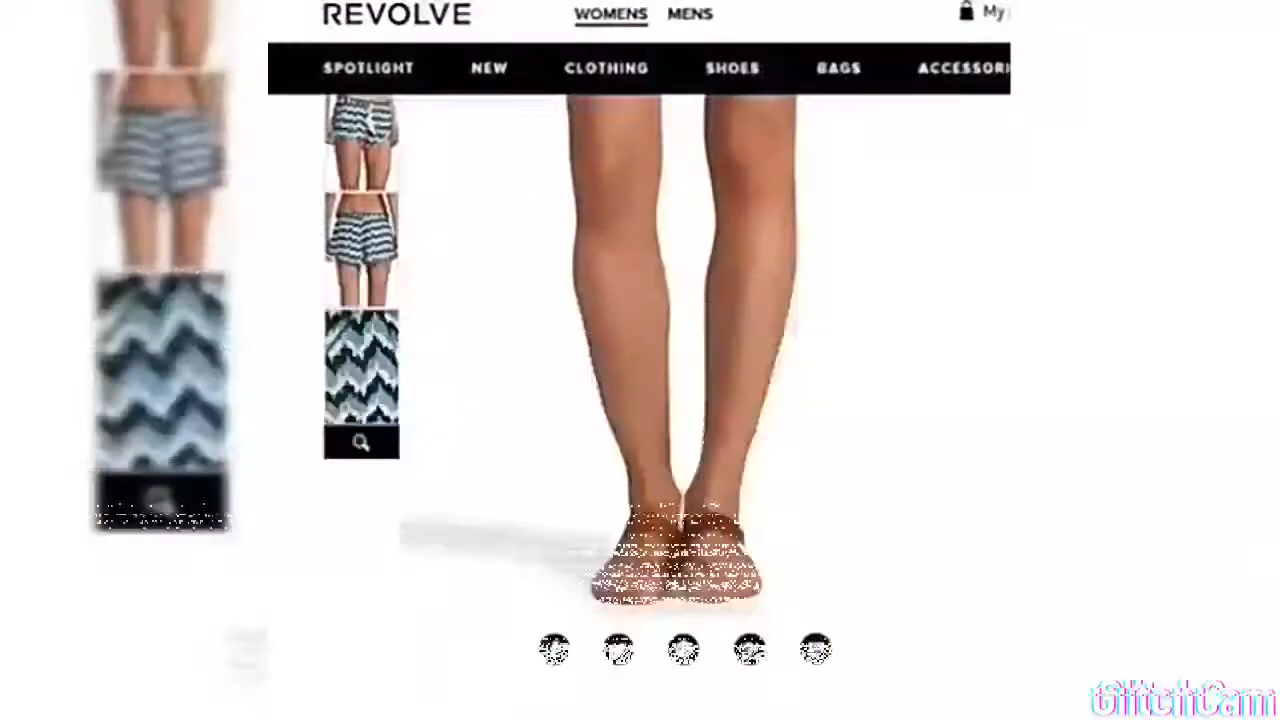 REVOLVE
WOMENS MENS
My
SPOTLIGHT NEW CLOTHING SHOES BAGS ACCESSORI
GlitchCam